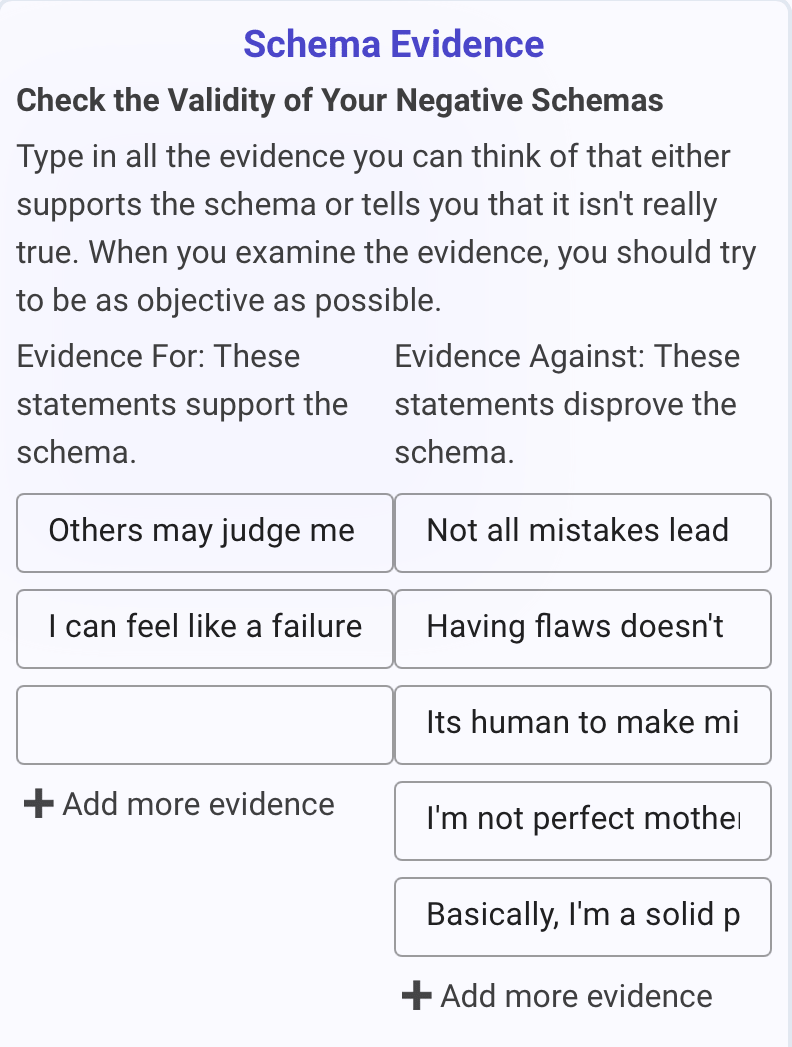 Schema Evidence
Check the Validity of Your Negative Schemas
Type in all the evidence you can think of that either
supports the schema or tells you that it isn't really
true. When you examine the evidence, you should try
to be as objective as possible.
Evidence For: These
statements support the
schema.
Others may judge me
I can feel like a failure
Add more evidence
Evidence Against: These
statements disprove the
schema.
Not all mistakes lead
Having flaws doesn't
Its human to make mi
I'm not perfect mother
Basically, I'm a solid p
Add more evidence